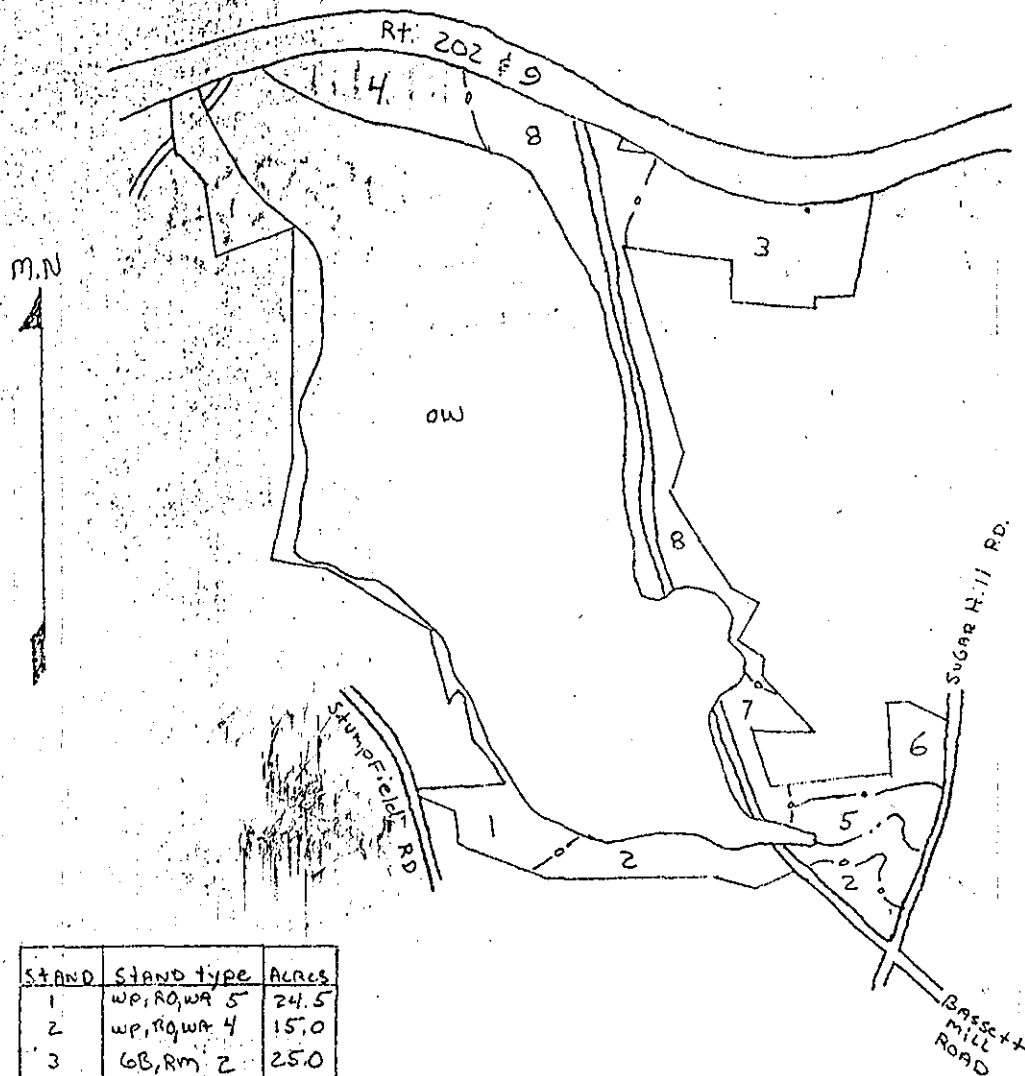 Rt. 202 & 9
4
8
3
M.N
OW
8
SUGAR Hill RD.
7
6
Stumpfield RD
5
1
2
2
BASSett
Mill
ROAD
STAND STAND type ACRES
1 WP, RO, WA 5 24.5
2 WP, RO, WA 4 15.0
3 GB, RM 2 25.0